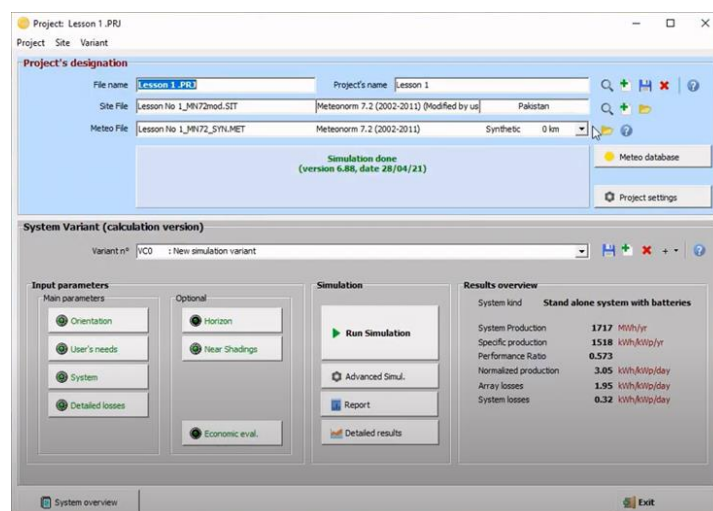 Project: Lesson 1 .PRJ
Project Site Variant
Project's designation
File name Lesson 1 .PRJ Project's name Lesson 1
Site File Lesson No 1_MN72mod.SIT Meteonorm 7.2 (2002-2011) (Modified by us Pakistan
Meteo File Lesson No 1_MN72_SYN.MET Meteonorm 7.2 (2002-2011) Synthetic 0 km
Simulation done
(version 6.88, date 28/04/21)
Meteo database
Project settings
System Variant (calculation version)
Variant n° VC0 : New simulation variant
Input parameters
Main parameters
Orientation
User's needs
System
Detailed losses
Optional
Horizon
Near Shadings
Economic eval.
Simulation
Run Simulation
Advanced Simul.
Report
Detailed results
Results overview
System kind Stand alone system with batteries
System Production 1717 MWh/yr
Specific production 1518 kWh/kWp/yr
Performance Ratio 0.573
Normalized production 3.05 kWh/kWp/day
Array losses 1.95 kWh/kWp/day
System losses 0.32 kWh/kWp/day
System overview
Exit